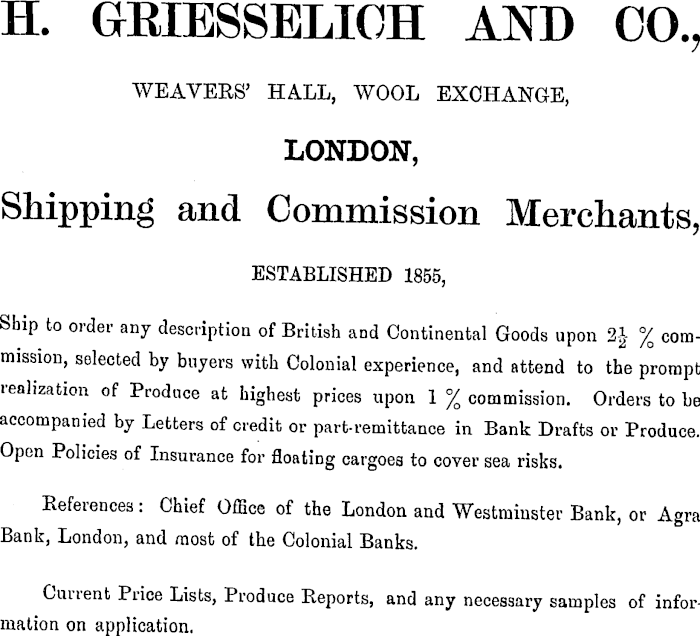 H. GRIESSELICH AND CO.,
WEAVERS' HALL, WOOL EXCHANGE,
LONDON,
Shipping and Commission Merchants,
ESTABLISHED 1855,
Ship to order any description of British and Continental Goods upon 2½ % com-
mission, selected by buyers with Colonial experience, and attend to the prompt
realization of Produce at highest prices upon 1 % commission. Orders to be
accompanied by Letters of credit or part-remittance in Bank Drafts or Produce.
Open Policies of Insurance for floating cargoes to cover sea risks.
References: Chief Office of the London and Westminster Bank, or Agra
Bank, London, and most of the Colonial Banks.
Current Price Lists, Produce Reports, and any necessary samples of infor-
mation on application.